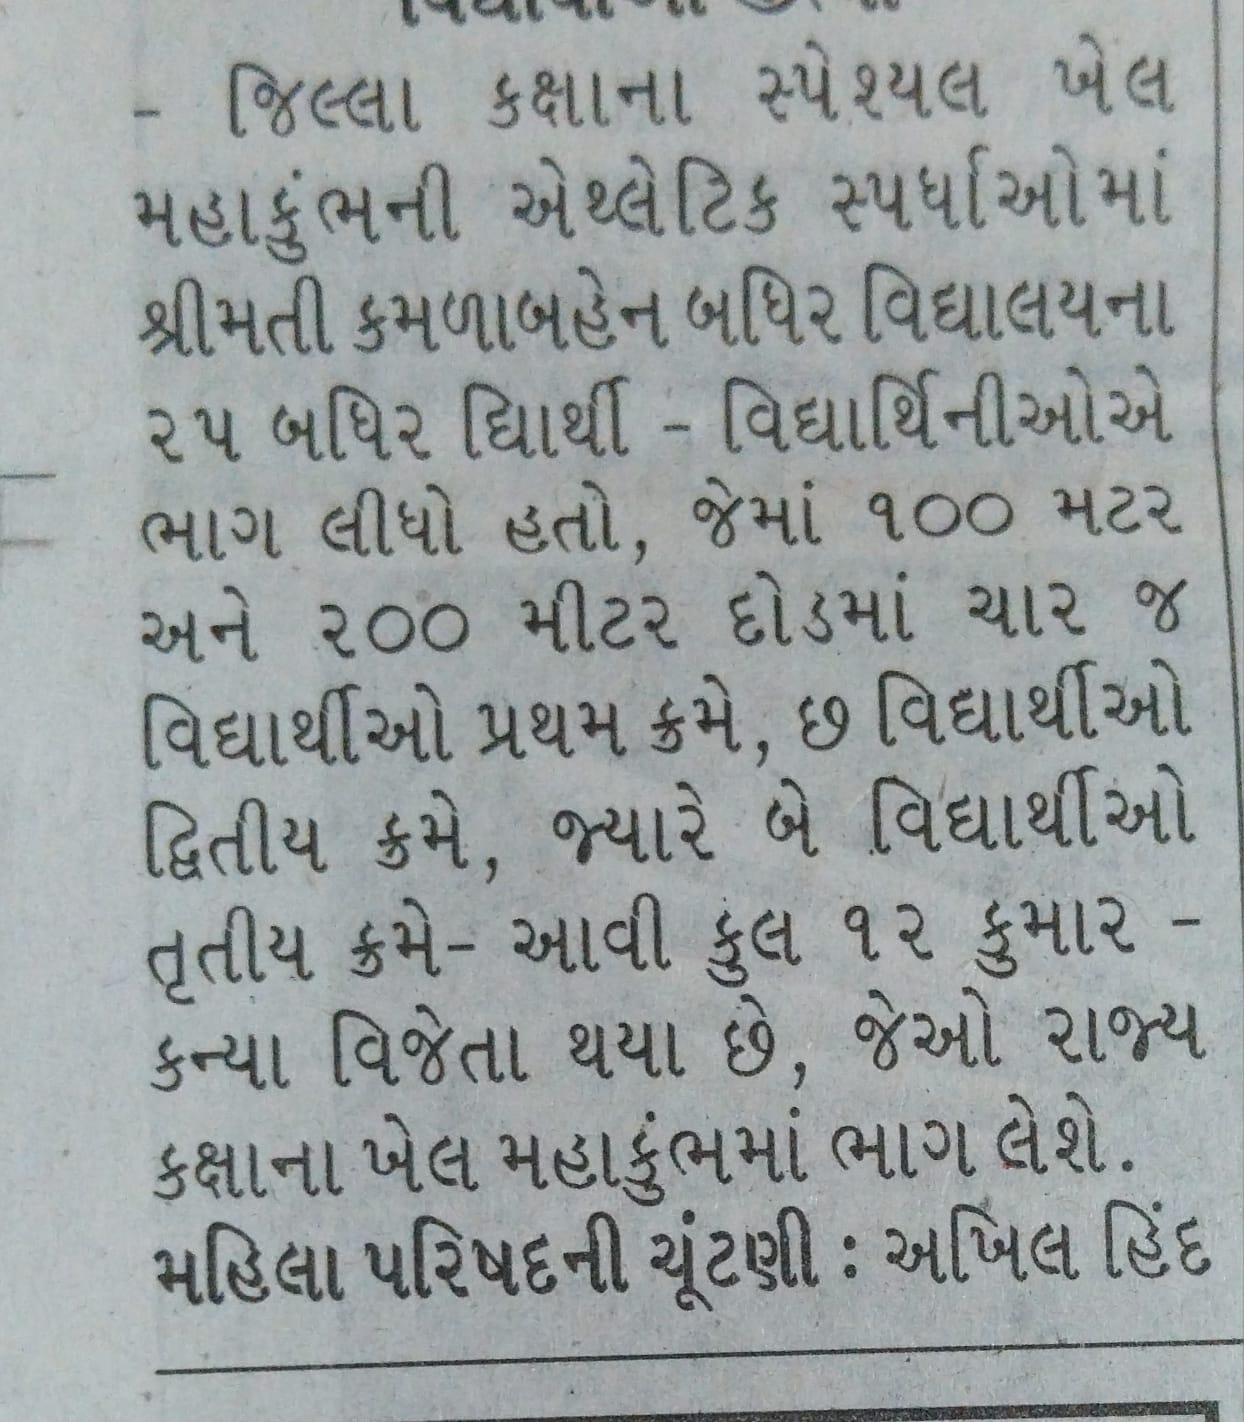 - જિલ્લા કક્ષાના સ્પેશ્યલ ખેલ
મહાકુંભની એથ્લેટિક સ્પર્ધાઓમાં
શ્રીમતી કમળાબહેન બધિર વિદ્યાલયના
૨૫ બધિર દ્યિાર્થી - વિદ્યાર્થિનીઓએ
ભાગ લીધો હતો, જેમાં ૧૦૦ મટર
અને ૨૦૦ મીટર દોડમાં ચાર જ
વિદ્યાર્થીઓ પ્રથમ ક્રમે, છ વિદ્યાર્થીઓ
દ્વિતીય ક્રમે, જ્યારે બે વિદ્યાર્થીઓ
તૃતીય ક્રમે- આવી કુલ ૧૨ કુમાર -
કન્યા વિજેતા થયા છે, જેઓ રાજ્ય
કક્ષાના ખેલ મહાકુંભમાં ભાગ લેશે.
મહિલા પરિષદની ચૂંટણી : અખિલ હિંદ